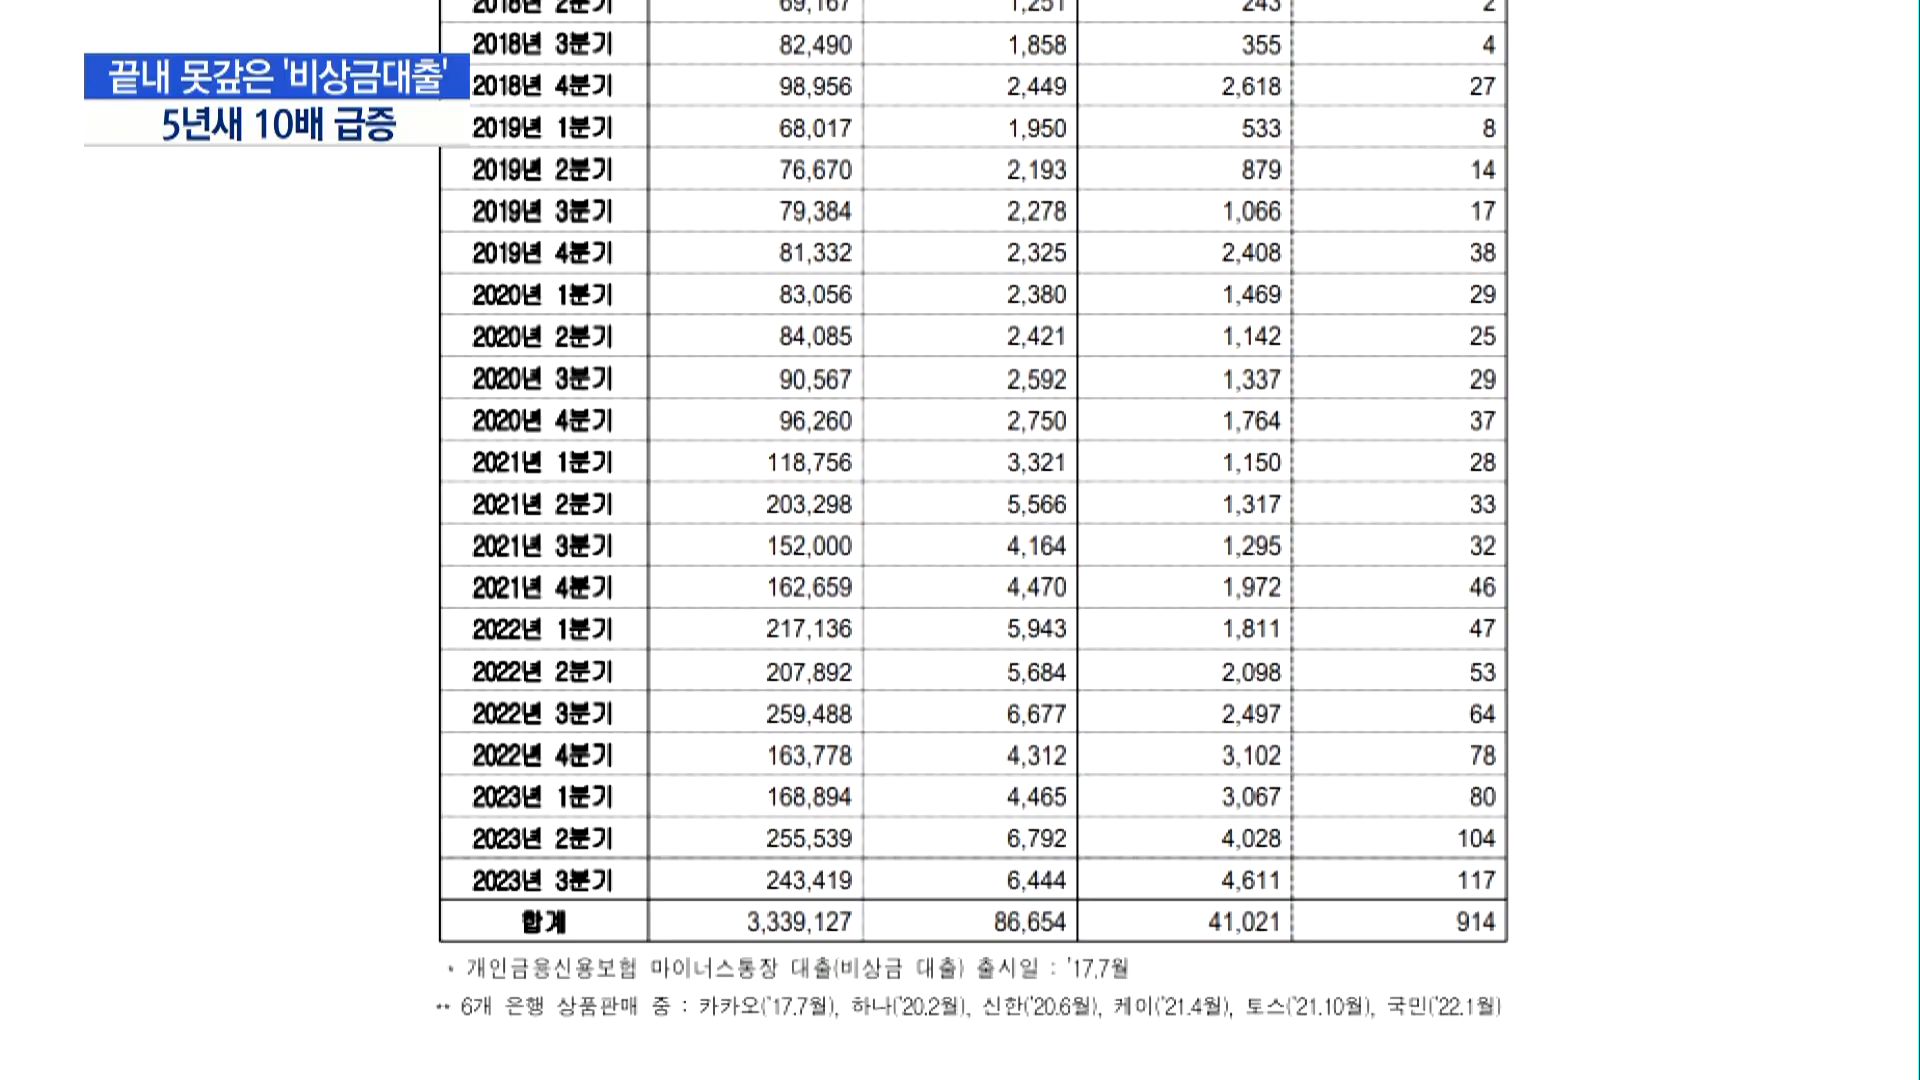 끝내 못갚은 '비상금대출'
5년새 10배 급증
2018년 2분기 69,167 1,251 243 2
2018년 3분기 82,490 1,858 355 4
2018년 4분기 98,956 2,449 2,618 27
2019년 1분기 68,017 1,950 533 8
2019년 2분기 76,670 2,193 879 14
2019년 3분기 79,384 2,278 1,066 17
2019년 4분기 81,332 2,325 2,408 38
2020년 1분기 83,056 2,380 1,469 29
2020년 2분기 84,085 2,421 1,142 25
2020년 3분기 90,567 2,592 1,337 29
2020년 4분기 96,260 2,750 1,764 37
2021년 1분기 118,756 3,321 1,150 28
2021년 2분기 203,298 5,566 1,317 33
2021년 3분기 152,000 4,164 1,295 32
2021년 4분기 162,659 4,470 1,972 46
2022년 1분기 217,136 5,943 1,811 47
2022년 2분기 207,892 5,684 2,098 53
2022년 3분기 259,488 6,677 2,497 64
2022년 4분기 163,778 4,312 3,102 78
2023년 1분기 168,894 4,465 3,067 80
2023년 2분기 255,539 6,792 4,028 104
2023년 3분기 243,419 6,444 4,611 117
합계 3,339,127 86,654 41,021 914
* 개인금융신용보험 마이너스통장 대출(비상금 대출) 출시일 : '17.7월
** 6개 은행 상품판매 중 : 카카오('17.7월), 하나('20.2월), 신한('20.6월), 케이('21.4월), 토스('21.10월), 국민('22.1월)